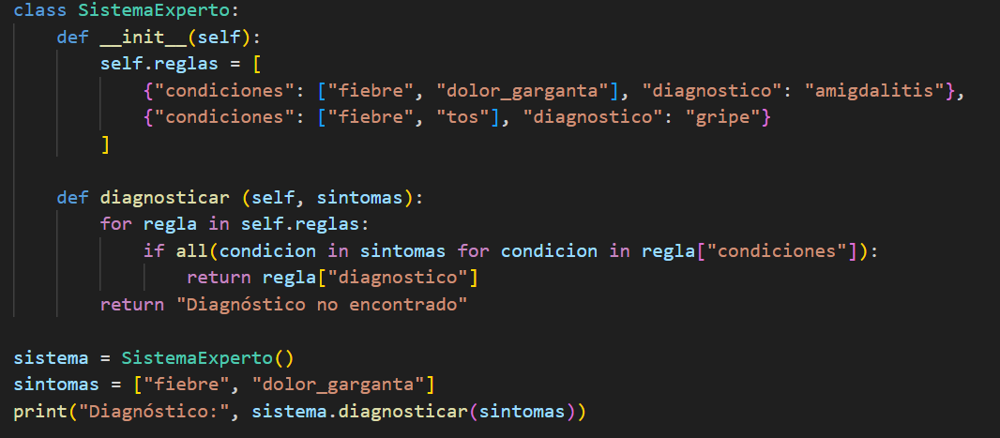 class SistemaExperto:
    def __init__(self):
        self.reglas = [
            {"condiciones": ["fiebre", "dolor_garganta"], "diagnostico": "amigdalitis"},
            {"condiciones": ["fiebre", "tos"], "diagnostico": "gripe"}
        ]
    def diagnosticar (self, sintomas):
        for regla in self.reglas:
            if all(condicion in sintomas for condicion in regla["condiciones"]):
                return regla["diagnostico"]
        return "Diagnóstico no encontrado"
sistema = SistemaExperto()
sintomas = ["fiebre", "dolor_garganta"]
print("Diagnóstico:", sistema.diagnosticar(sintomas))